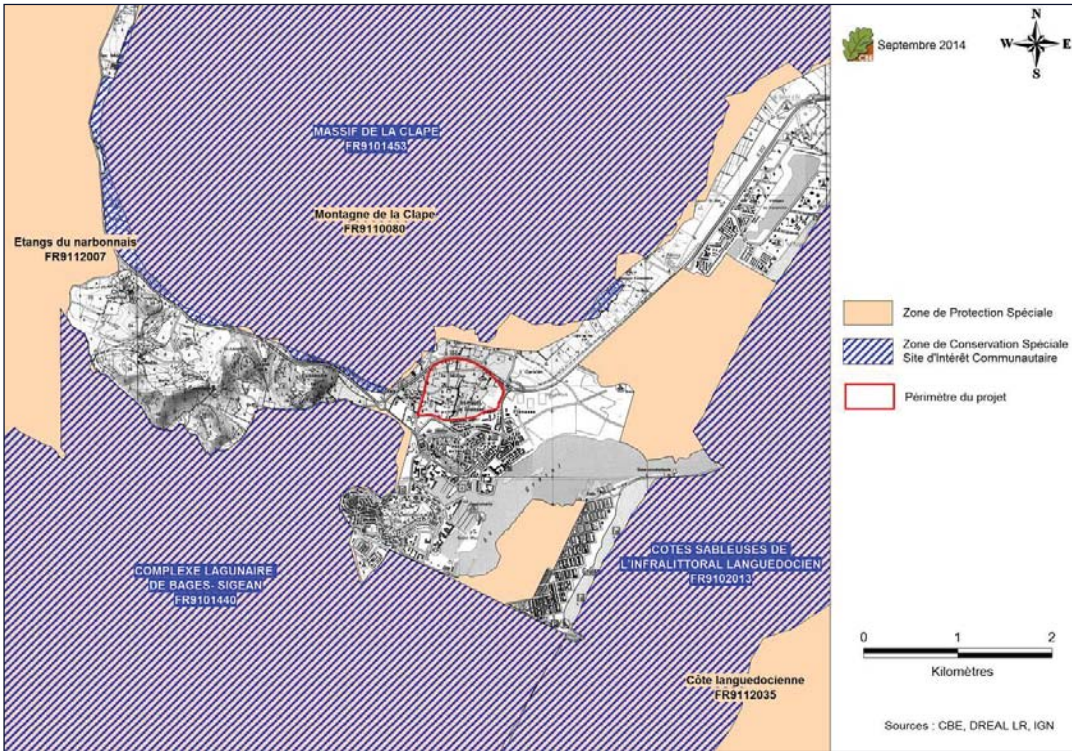 MASSIF DE LA CLAPE
FR9101453
Montagne de la Clape
FR9110080
Etangs du narbonnais
FR9112007
COMPLEXE LAGUNAIRE
DE BAGES- SIGEAN
FR9101440
COTES SABLEUSES DE
L'INFRALITTORAL LANGUEDOCIEN
FR9102013
Côte languedocienne
FR9112035
CBE
Septembre 2014
N
W E
S
Zone de Protection Spéciale
Zone de Conservation Spéciale
Site d'Intérêt Communautaire
Périmètre du projet
0 1 2
Kilomètres
Sources : CBE, DREAL LR, IGN